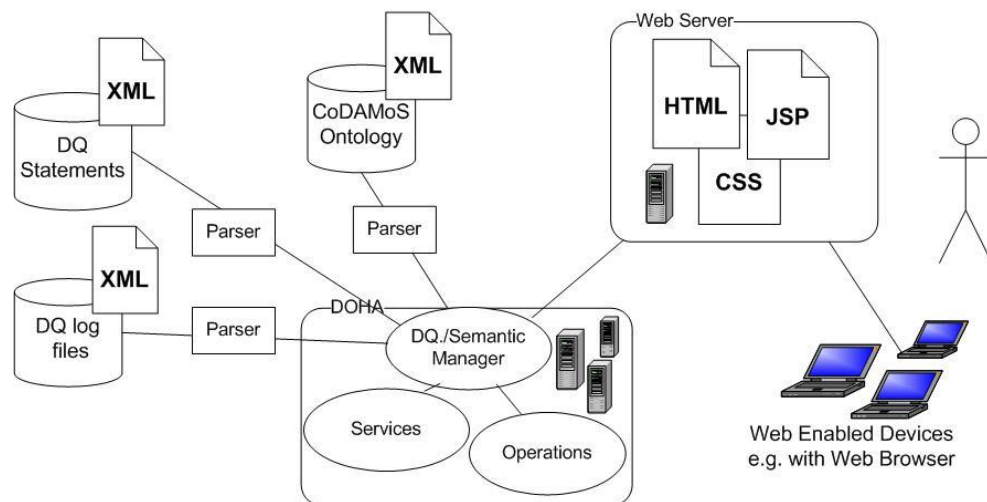 Web Server
XML
XML
HTML
JSP
CSS
DQ
Statements
CoDAMoS
Ontology
Parser
Parser
XML
DQ log
files
Parser
DOHA
DQ./Semantic
Manager
Services
Operations
Web Enabled Devices
e.g. with Web Browser